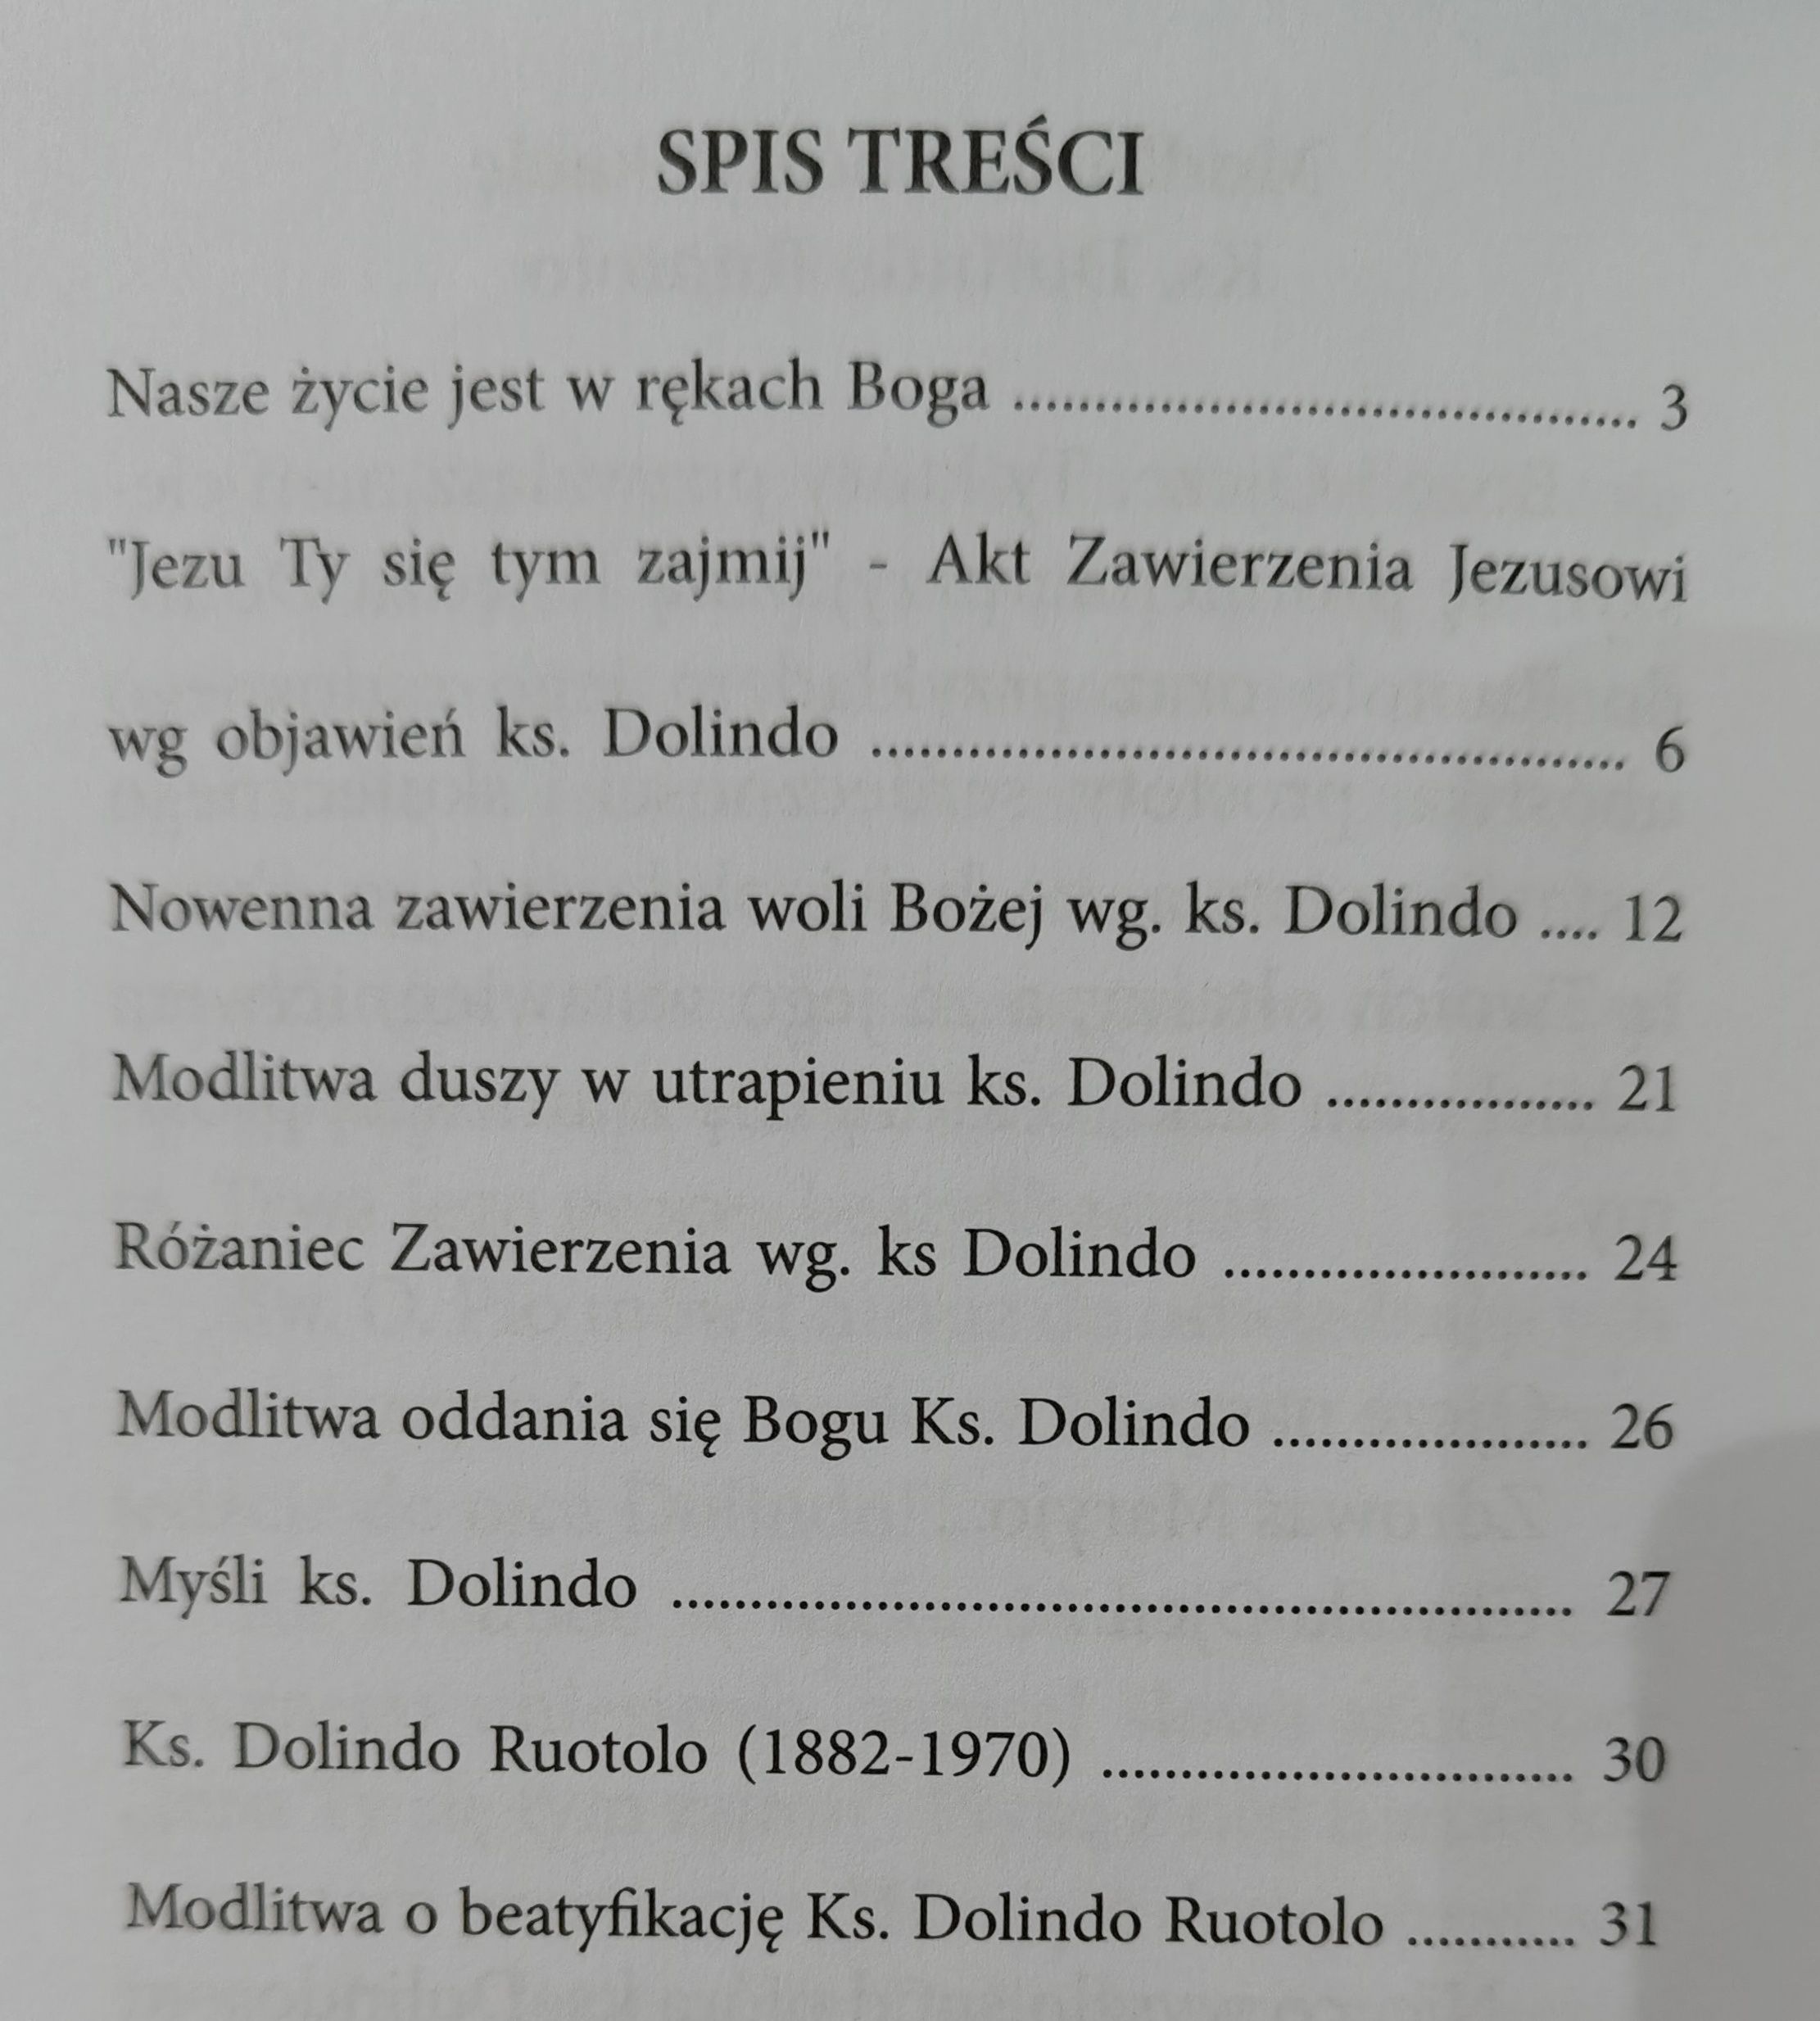 SPIS TREŚCI
Nasze życie jest w rękach Boga ........................................ 3
"Jezu Ty się tym zajmij" - Akt Zawierzenia Jezusowi
wg objawień ks. Dolindo ................................................ 6
Nowenna zawierzenia woli Bożej wg. ks. Dolindo .... 12
Modlitwa duszy w utrapieniu ks. Dolindo ................. 21
Różaniec Zawierzenia wg. ks Dolindo ....................... 24
Modlitwa oddania się Bogu Ks. Dolindo .................... 26
Myśli ks. Dolindo ......................................................... 27
Ks. Dolindo Ruotolo (1882-1970) .............................. 30
Modlitwa o beatyfikację Ks. Dolindo Ruotolo ........... 31